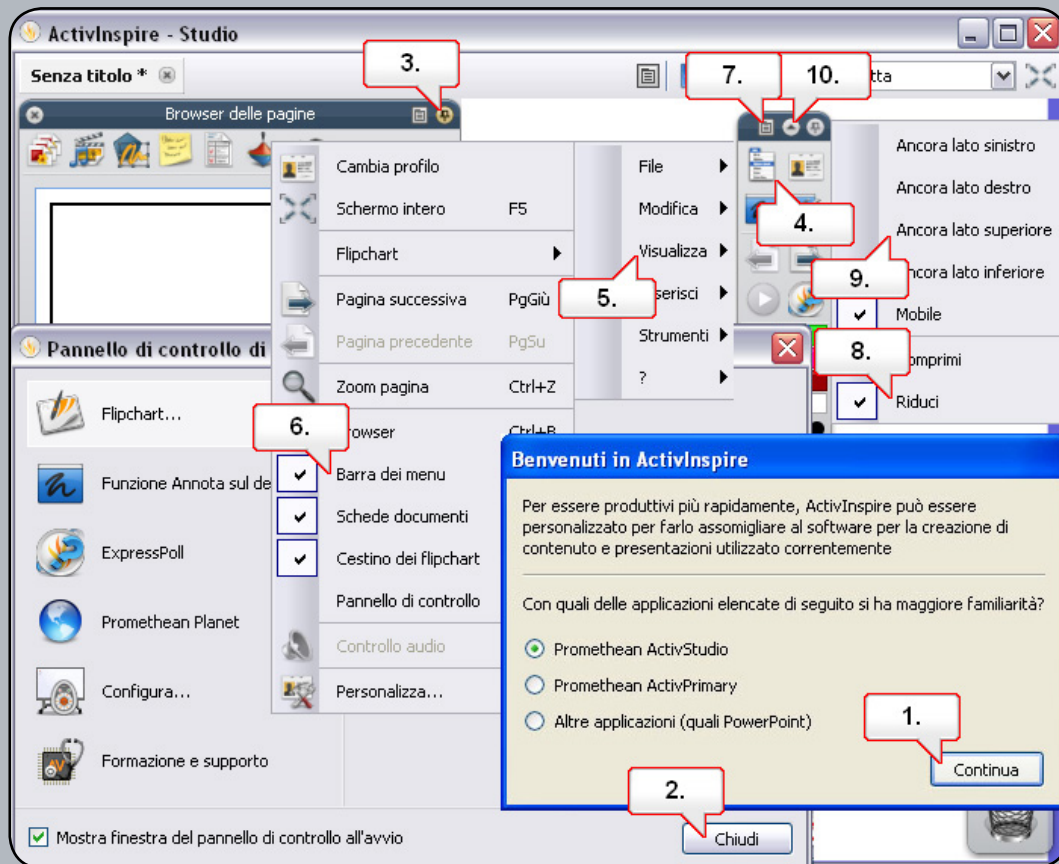 ActivInspire - Studio
Senza titolo *
3.
7.
10.
Browser delle pagine
Cambia profilo
Schermo intero F5
Flipchart
Pagina successiva PgGiù
Pagina precedente PgSu
Zoom pagina Ctrl+Z
Ctrl+B
6.
Barra dei menu
Schede documenti
Cestino dei flipchart
Pannello di controllo
Controllo audio
Personalizza...
File
Modifica
Visualizza
5.
Strumenti
?
4.
Ancora lato sinistro
Ancora lato destro
Ancora lato superiore
9.
lato inferiore
Mobile
8.
Riduci
Pannello di controllo di
Flipchart...
Funzione Annota sul
ExpressPoll
Promethean Planet
Configura...
Formazione e supporto
Mostra finestra del pannello di controllo all'avvio
2.
Chiudi
Benvenuti in ActivInspire
Per essere produttivi più rapidamente, ActivInspire può essere
personalizzato per farlo assomigliare al software per la creazione di
contenuto e presentazioni utilizzato correntemente
Con quali delle applicazioni elencate di seguito si ha maggiore familiarità?
Promethean ActivStudio
Promethean ActivPrimary
Altre applicazioni (quali PowerPoint)
1.
Continua